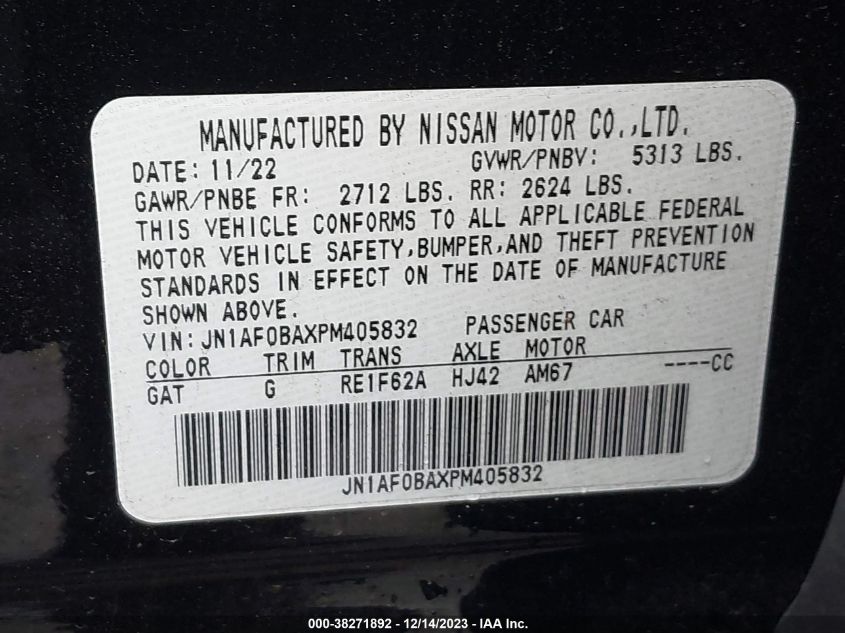 MANUFACTURED BY NISSAN MOTOR CO.,LTD.
DATE: 11/22 GVWR/PNBV: 5313 LBS.
GAWR/PNBE FR: 2712 LBS. RR: 2624 LBS.
THIS VEHICLE CONFORMS TO ALL APPLICABLE FEDERAL
MOTOR VEHICLE SAFETY,BUMPER,AND THEFT PREVENTION
STANDARDS IN EFFECT ON THE DATE OF MANUFACTURE
SHOWN ABOVE.
VIN: JN1AF0BAXPM405832 PASSENGER CAR
COLOR TRIM TRANS AXLE MOTOR
GAT G RE1F62A HJ42 AM67 ----CC
JN1AF0BAXPM405832
000-38271892 - 12/14/2023 - IAA Inc.